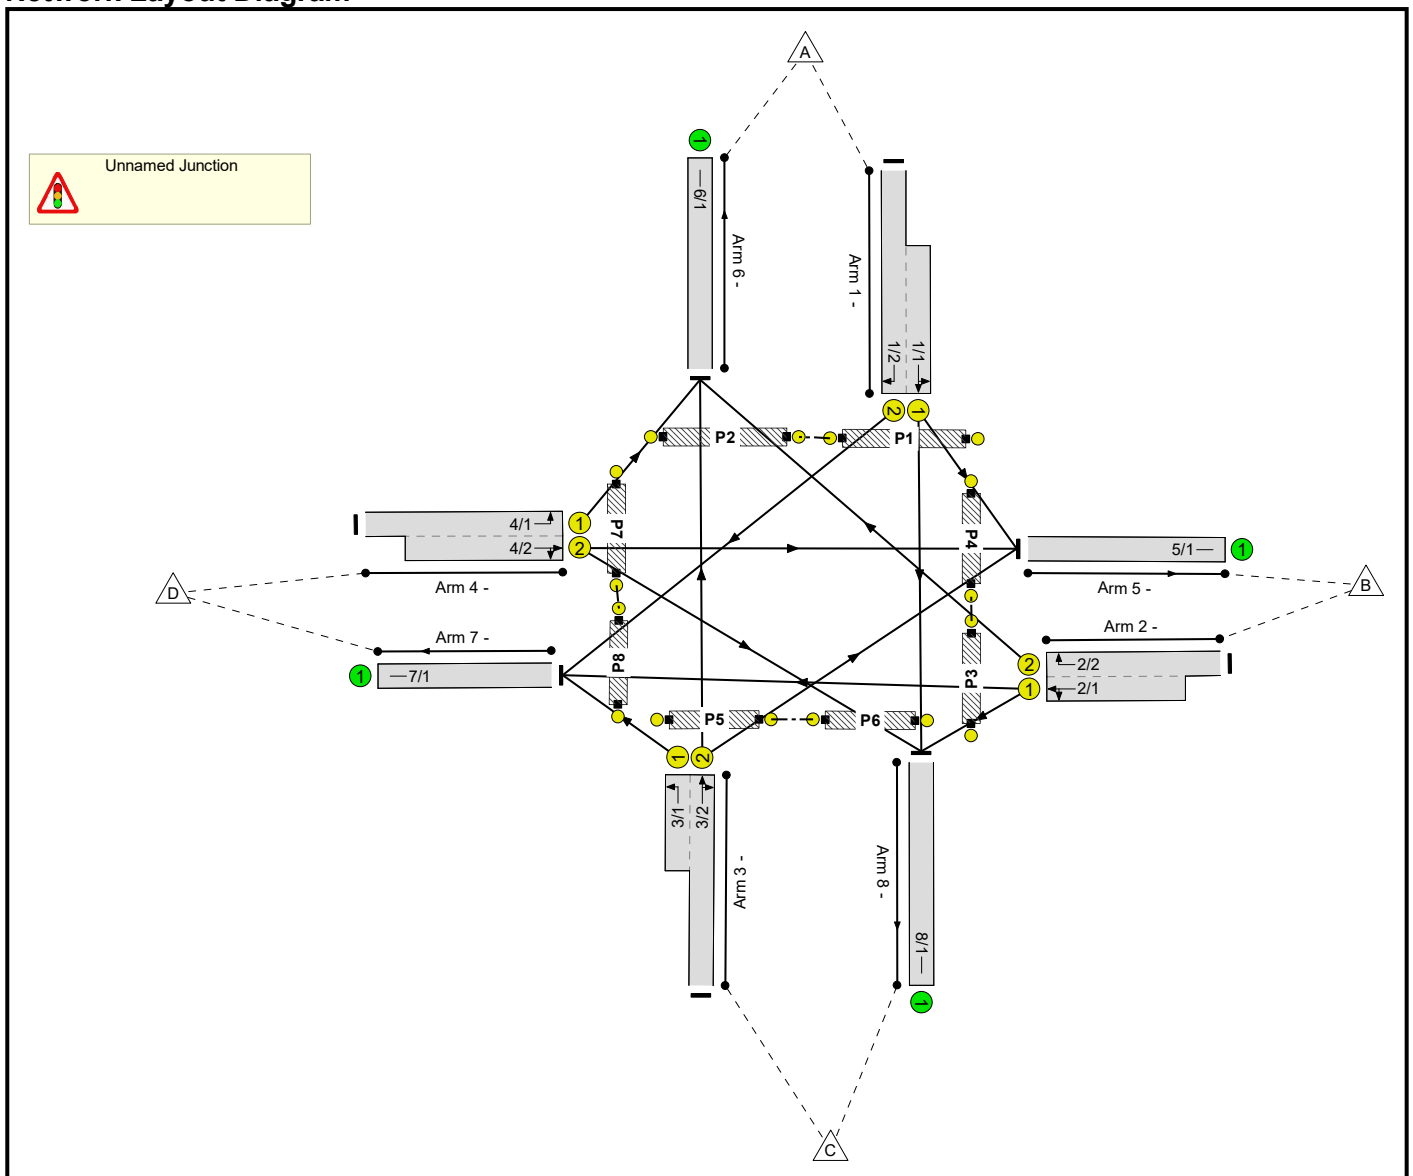 Network Layout Diagram
A
Unnamed Junction
1
6/1
Arm 6 -
Arm 1 -
1/2
1/1
2
1
P2
P1
4/1
4/2
1
2
P7
P4
5/1
1
Arm 4 -
Arm 5 -
D
B
Arm 7 -
Arm 2 -
1
7/1
P8
P3
2
1
2/2
2/1
P5
P6
1
2
3/1
3/2
Arm 3 -
Arm 8 -
8/1
1
C